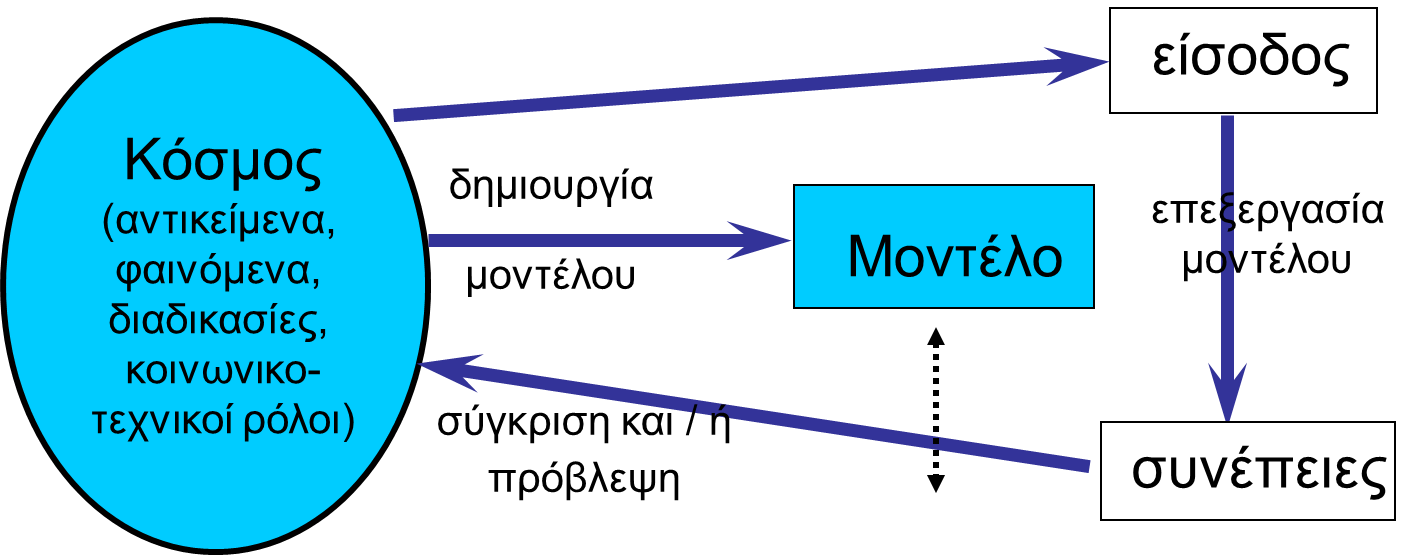 Κόσμος
(αντικείμενα,
φαινόμενα,
διαδικασίες,
κοινωνικο-
τεχνικοί ρόλοι)
δημιουργία
μοντέλου
Μοντέλο
είσοδος
επεξεργασία
μοντέλου
συνέπειες
σύγκριση και / ή
πρόβλεψη